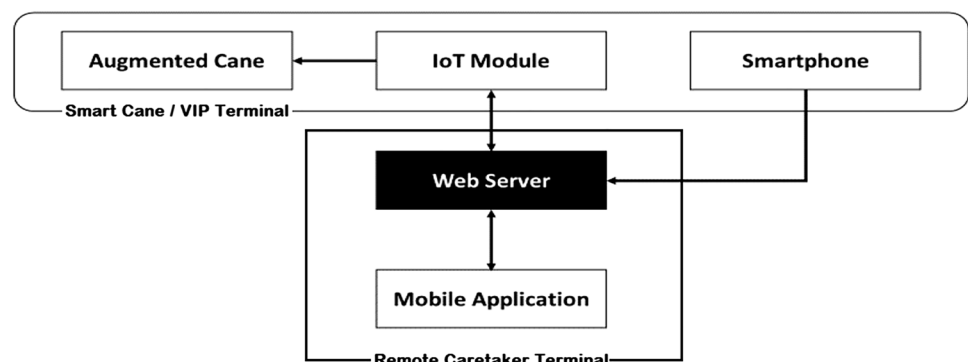 Augmented Cane
IoT Module
Smartphone
Smart Cane / VIP Terminal
Web Server
Mobile Application
Remote Caretaker Terminal